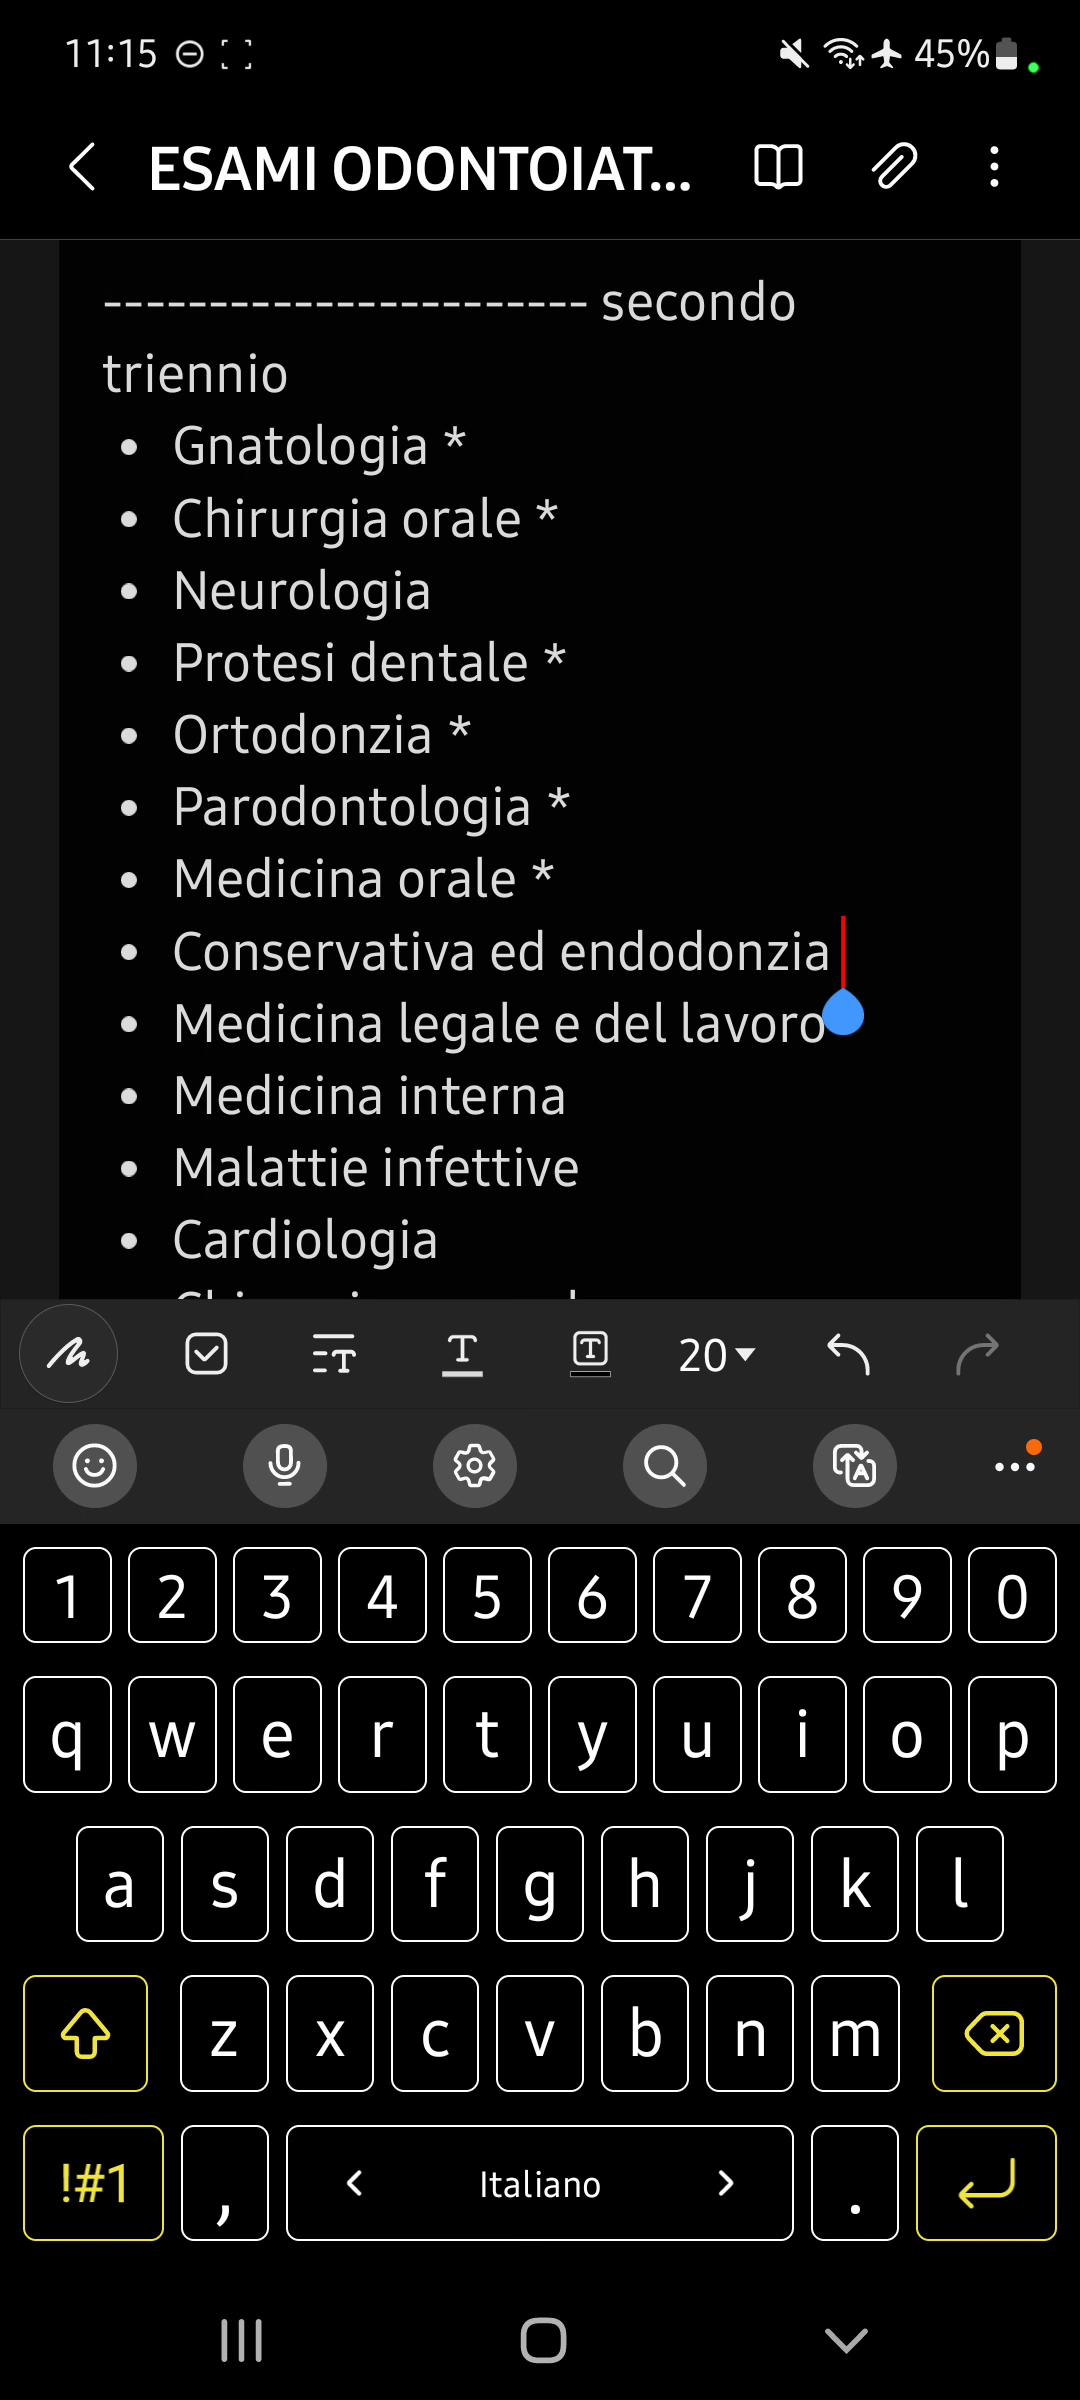 11:15 45%
ESAMI ODONTOIAT...
----------------------- secondo
triennio
• Gnatologia *
• Chirurgia orale *
• Neurologia
• Protesi dentale *
• Ortodonzia *
• Parodontologia *
• Medicina orale *
• Conservativa ed endodonzia
• Medicina legale e del lavoro
• Medicina interna
• Malattie infettive
• Cardiologia
20
1 2 3 4 5 6 7 8 9 0
q w e r t y u i o p
a s d f g h j k l
z x c v b n m
!#1 , Italiano .